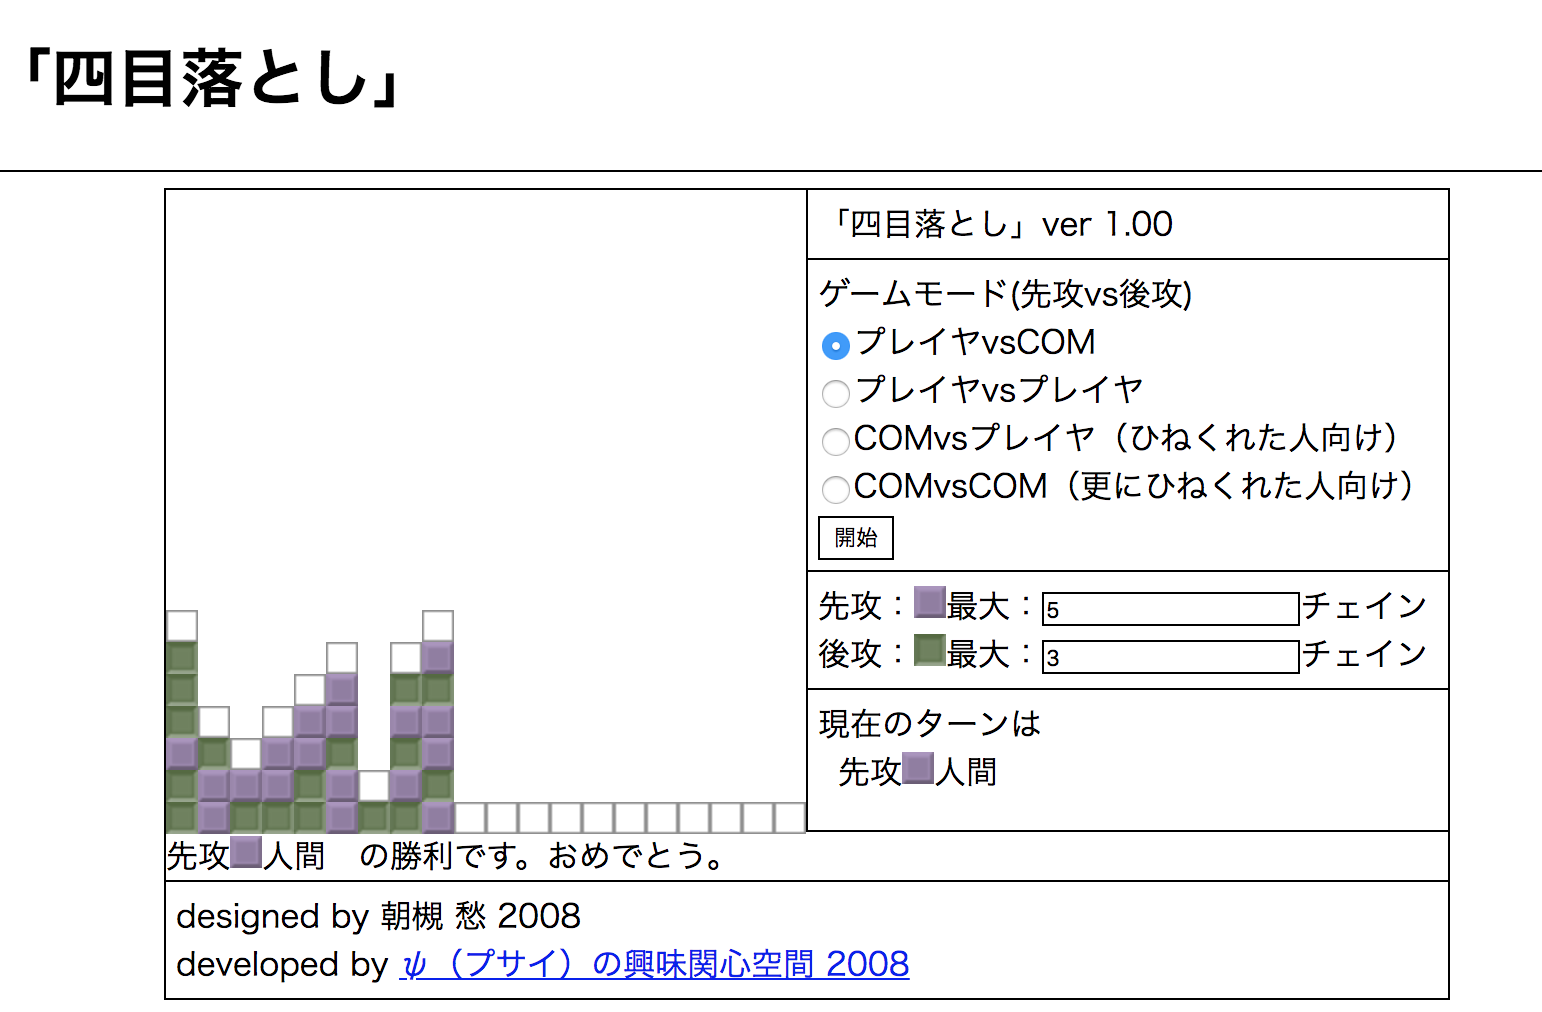 「四目落とし」
「四目落とし」ver 1.00
ゲームモード(先攻vs後攻)
プレイヤvsCOM
プレイヤvsプレイヤ
COMvsプレイヤ（ひねくれた人向け）
COMvsCOM（更にひねくれた人向け）
開始
先攻：最大：5チェイン
後攻：最大：3チェイン
現在のターンは
先攻人間
先攻人間　の勝利です。おめでとう。
designed by 朝槻 愁 2008
developed by ψ（プサイ）の興味関心空間 2008